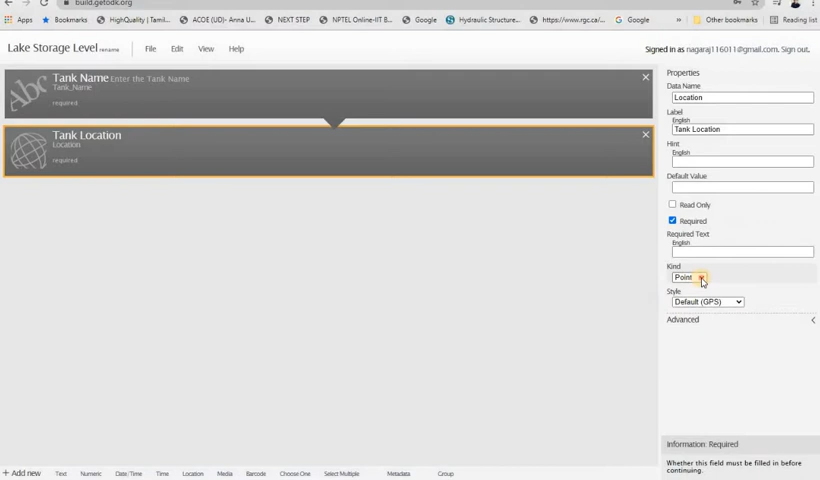 build.getodk.org
Apps
Bookmarks
HighQuality | Tamil...
ACOE (UD)- Anna U...
NEXT STEP
NPTEL Online-IIT B...
Google
Hydraulic Structure...
https://www.rgc.ca/...
Google
»
Other bookmarks
Reading list
Lake Storage Level rename
File
Edit
View
Help
Signed in as nagaraj116011@gmail.com. Sign out.
Tank Name Enter the Tank Name
Tank_Name
required
Tank Location
Location
required
Properties
Data Name
Location
Label
English
Tank Location
Hint
English
Default Value
Read Only
Required
Required Text
English
Kind
Point
Style
Default (GPS)
Advanced
+ Add new
Text
Numeric
Date/Time
Time
Location
Media
Barcode
Choose One
Select Multiple
Metadata
Group
Information: Required
Whether this field must be filled in before
continuing.